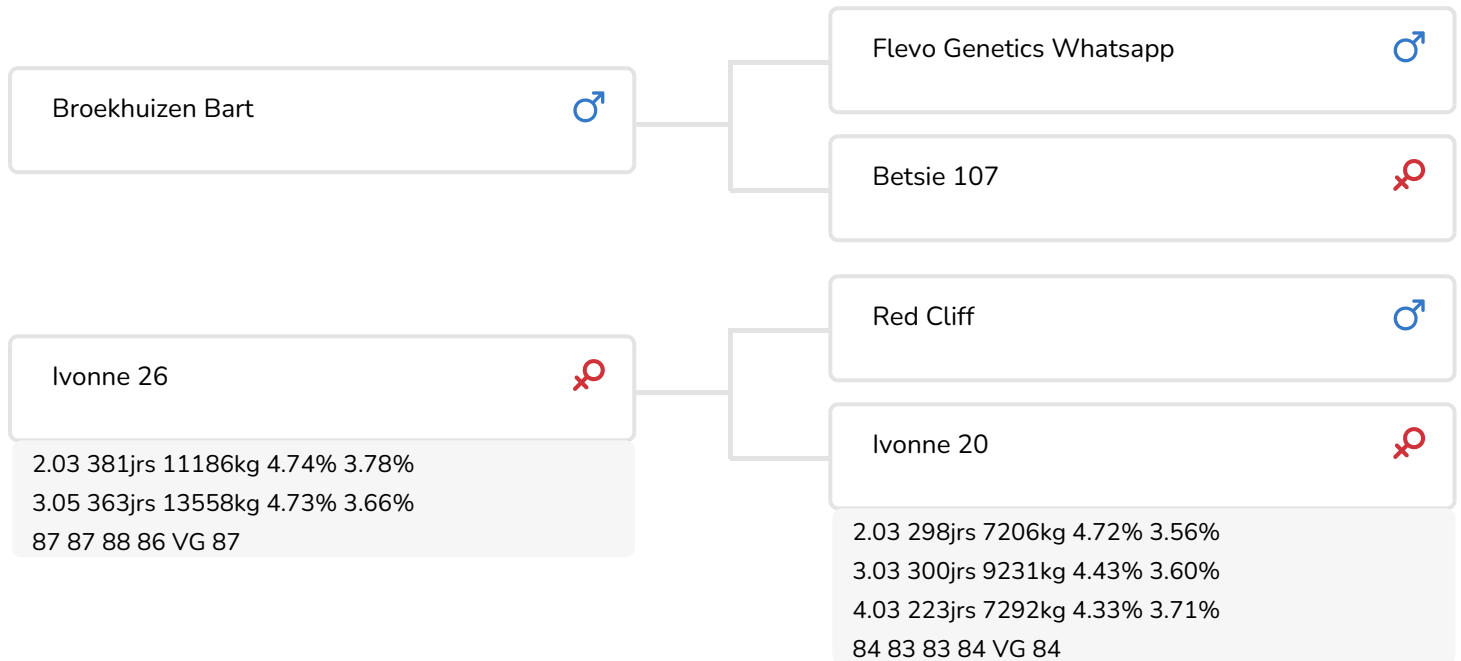 Broekhuizen Bart
Flevo Genetics Whatsapp
Betsie 107
Ivonne 26
2.03 381jrs 11186kg 4.74% 3.78%
3.05 363jrs 13558kg 4.73% 3.66%
87 87 88 86 VG 87
Red Cliff
Ivonne 20
2.03 298jrs 7206kg 4.72% 3.56%
3.03 300jrs 9231kg 4.43% 3.60%
4.03 223jrs 7292kg 4.33% 3.71%
84 83 83 84 VG 84